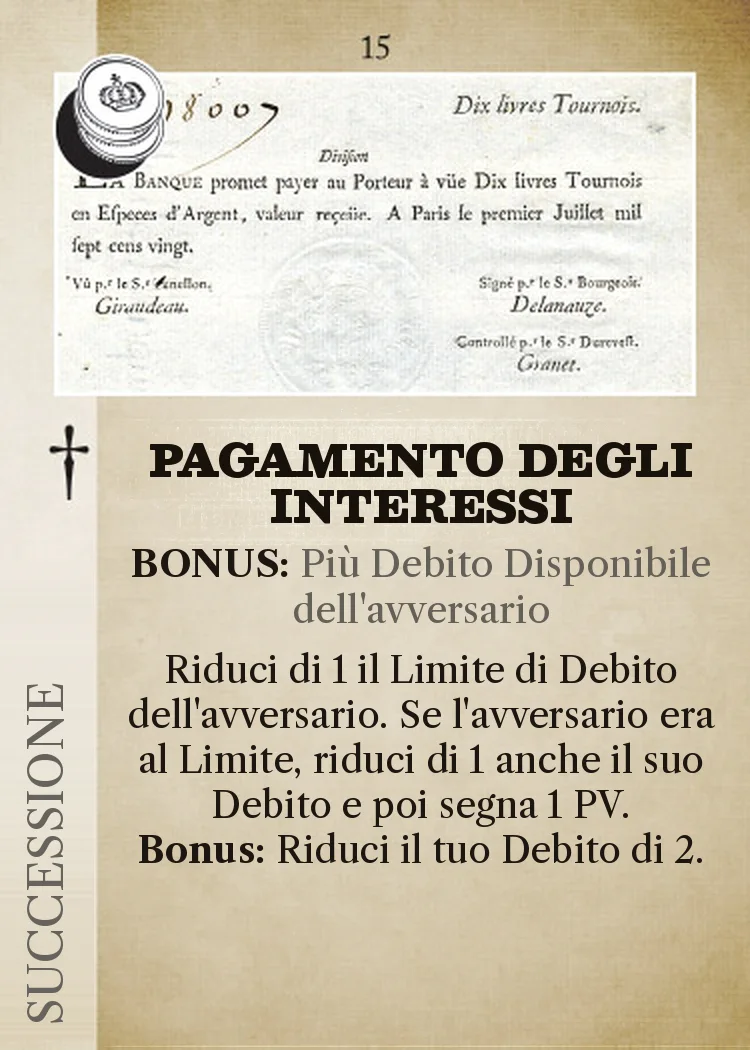 15
18007
Dix livres Tournois.
Division
LA BANQUE promet payer au Porteur à vüe Dix livres Tournois
en Especes d'Argent, valeur reçeüe. A Paris le premier Juillet mil
sept cens vingt.
Vû p.r le S.r
Giraudeau.
Signé p.r le S.r Bourgeois.
Delanauze.
Controllé p.r le S.r
Granet.
†
PAGAMENTO DEGLI
INTERESSI
BONUS: Più Debito Disponibile
dell'avversario
Riduci di 1 il Limite di Debito
dell'avversario. Se l'avversario era
al Limite, riduci di 1 anche il suo
Debito e poi segna 1 PV.
Bonus: Riduci il tuo Debito di 2.
SUCCESSIONE